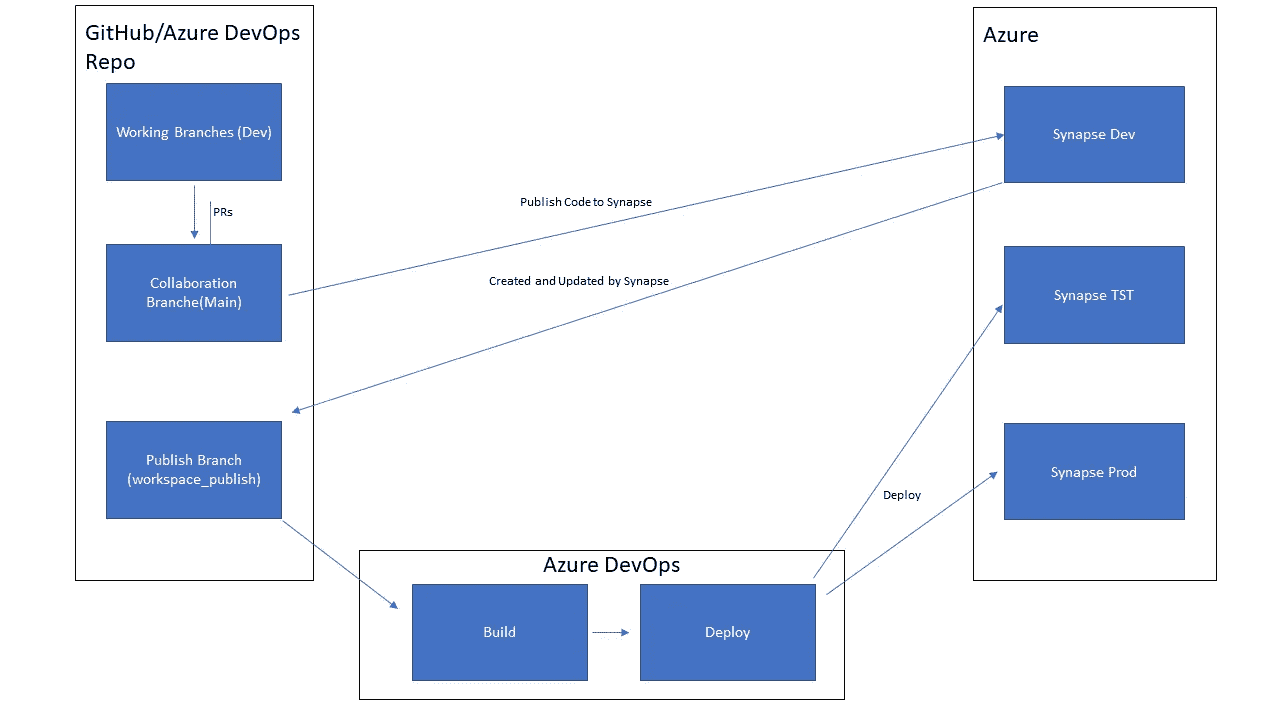 GitHub/Azure DevOps
Repo
Working Branches (Dev)
PRs
Collaboration
Branche(Main)
Publish Branch
(workspace_publish)
Publish Code to Synapse
Created and Updated by Synapse
Azure
Synapse Dev
Synapse TST
Synapse Prod
Deploy
Azure DevOps
Build
Deploy